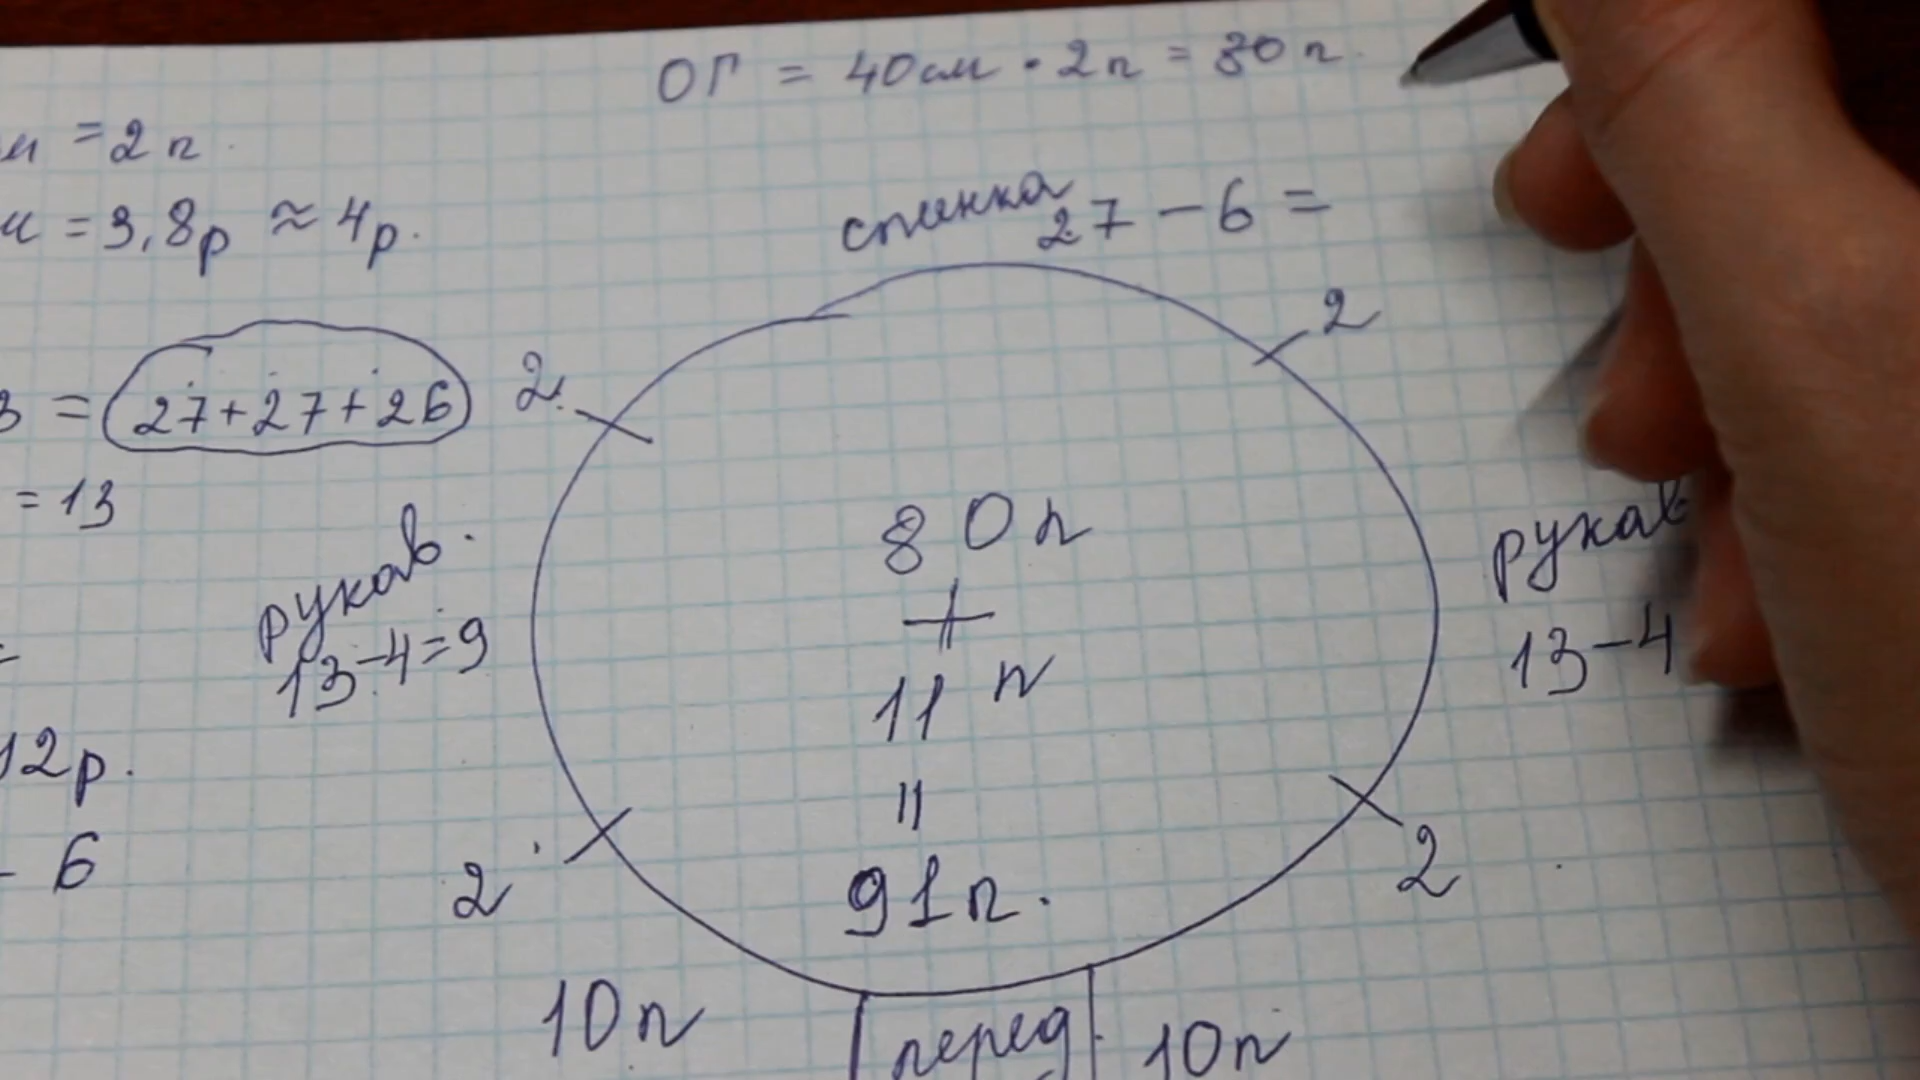 ОГ = 40см · 2п = 80п.
= 2п.
= 3,8р ≈ 4р.
спинка
27 - 6 =
2
= 27+27+26
2
= 13
рукав.
13-4=9
80п
+
11п
=
91п.
рукав
13-4
12р.
- 6
2
2
10п
перед
10п